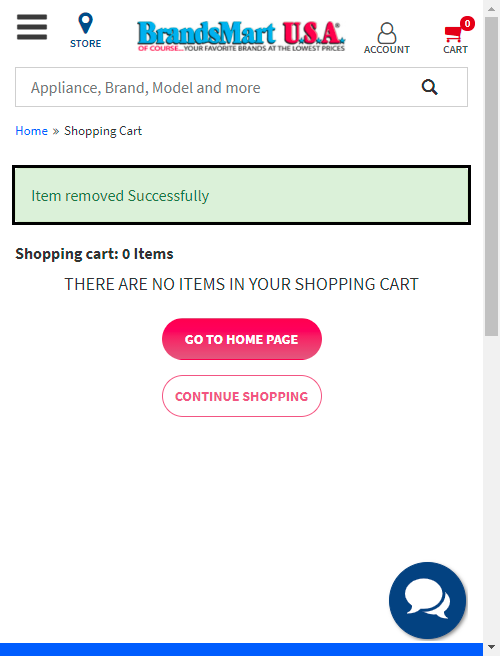 STORE
BrandsMart U.S.A.
OF COURSE...YOUR FAVORITE BRANDS AT THE LOWEST PRICES
ACCOUNT
0
CART
Appliance, Brand, Model and more
Home » Shopping Cart
Item removed Successfully
Shopping cart: 0 Items
THERE ARE NO ITEMS IN YOUR SHOPPING CART
GO TO HOME PAGE
CONTINUE SHOPPING